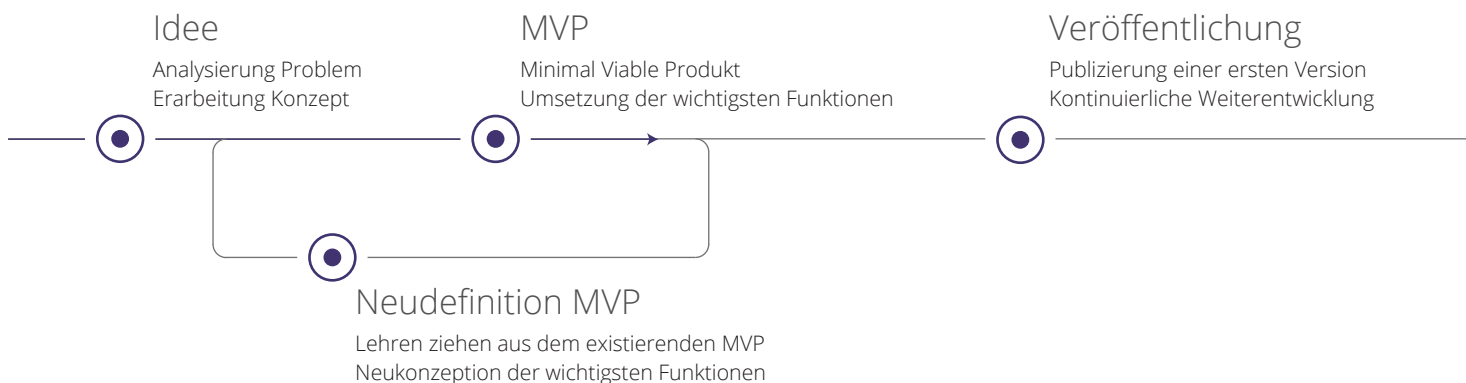 Idee
Analysierung Problem
Erarbeitung Konzept
MVP
Minimal Viable Produkt
Umsetzung der wichtigsten Funktionen
Veröffentlichung
Publizierung einer ersten Version
Kontinuierliche Weiterentwicklung
Neudefinition MVP
Lehren ziehen aus dem existierenden MVP
Neukonzeption der wichtigsten Funktionen